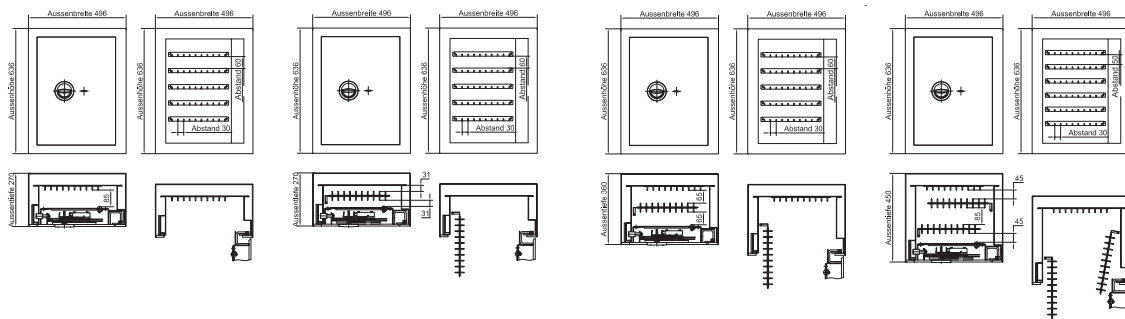 Aussenbreite 496 Aussenbreite 496
Aussenhöhe 636 Aussenhöhe 636
Abstand 60
Abstand 30
Aussentiefe 270
85
Aussenbreite 496 Aussenbreite 496
Aussenhöhe 636 Aussenhöhe 636
Abstand 60
Abstand 30
Aussentiefe 270
31
31
Aussenbreite 496 Aussenbreite 496
Aussenhöhe 636 Aussenhöhe 636
Abstand 60
Abstand 30
Aussentiefe 360
65
65
Aussenbreite 496 Aussenbreite 496
Aussenhöhe 636 Aussenhöhe 636
Abstand 50
Abstand 30
Aussentiefe 450
45
85
45